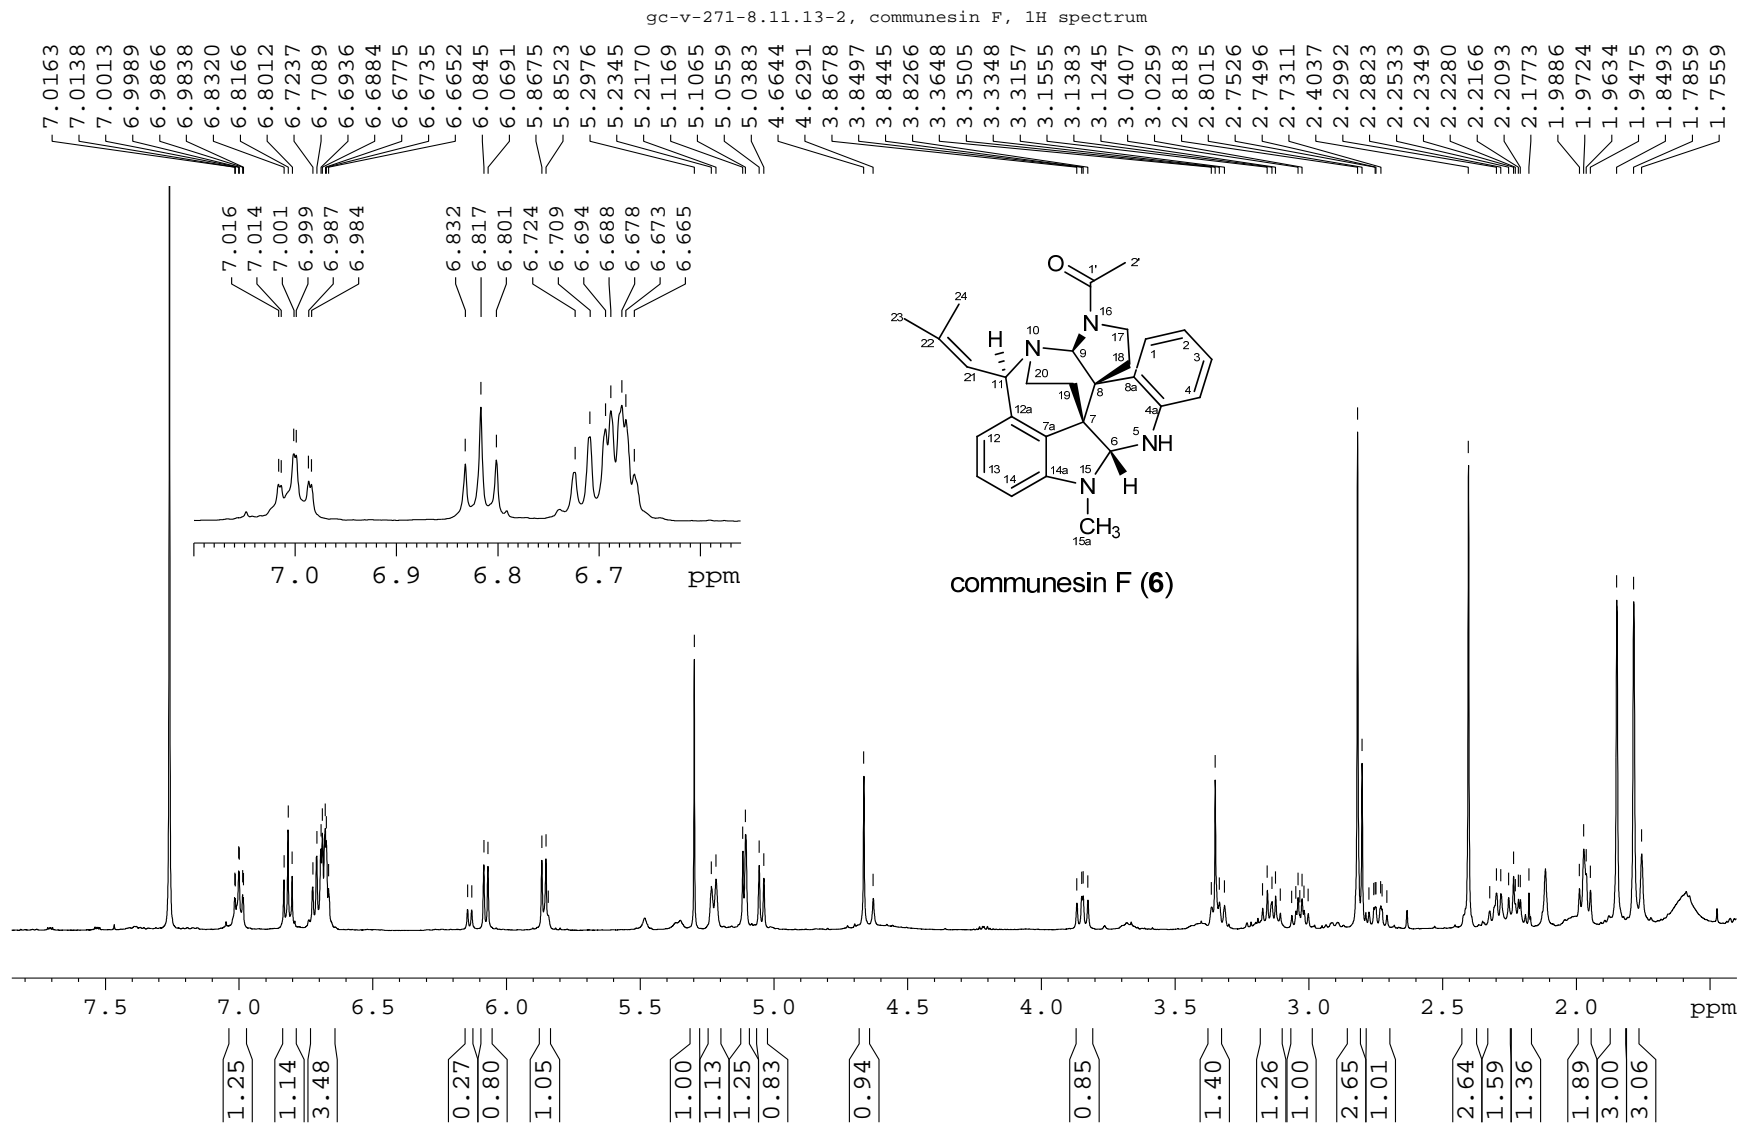 gc-v-271-8.11.13-2, communesin F, 1H spectrum
7.0163 7.0138 7.0013 6.9989 6.9866 6.9838 6.8320 6.8166 6.8012 6.7237 6.7089 6.6936 6.6884 6.6775 6.6735 6.6652 6.0845 6.0691 5.8675 5.8523 5.2976 5.2345 5.2170 5.1169 5.1065 5.0559 5.0383 4.6644 4.6291 3.8678 3.8497 3.8445 3.8266 3.3648 3.3505 3.3348 3.3157 3.1555 3.1383 3.1245 3.0407 3.0259 2.8183 2.8015 2.7526 2.7496 2.7311 2.4037 2.2992 2.2823 2.2533 2.2349 2.2280 2.2166 2.2093 2.1773 1.9886 1.9724 1.9634 1.9475 1.8493 1.7859 1.7559
7.016 7.014 7.001 6.999 6.987 6.984 6.832 6.817 6.801 6.724 6.709 6.694 6.688 6.678 6.673 6.665
7.0 6.9 6.8 6.7 ppm
O 1' 2'
24
23 22 H 10 N N 16 17
9 18 1 2
21 11 20 8a 3
19 8 4
12a 7 4a
12 7a 6 5 NH
13 14 14a 15 N H
CH3
15a
communesin F (6)
7.5 7.0 6.5 6.0 5.5 5.0 4.5 4.0 3.5 3.0 2.5 2.0 ppm
1.25 1.14 3.48 0.27 0.80 1.05 1.00 1.13 1.25 0.83 0.94 0.85 1.40 1.26 1.00 2.65 1.01 2.64 1.59 1.36 1.89 3.00 3.06